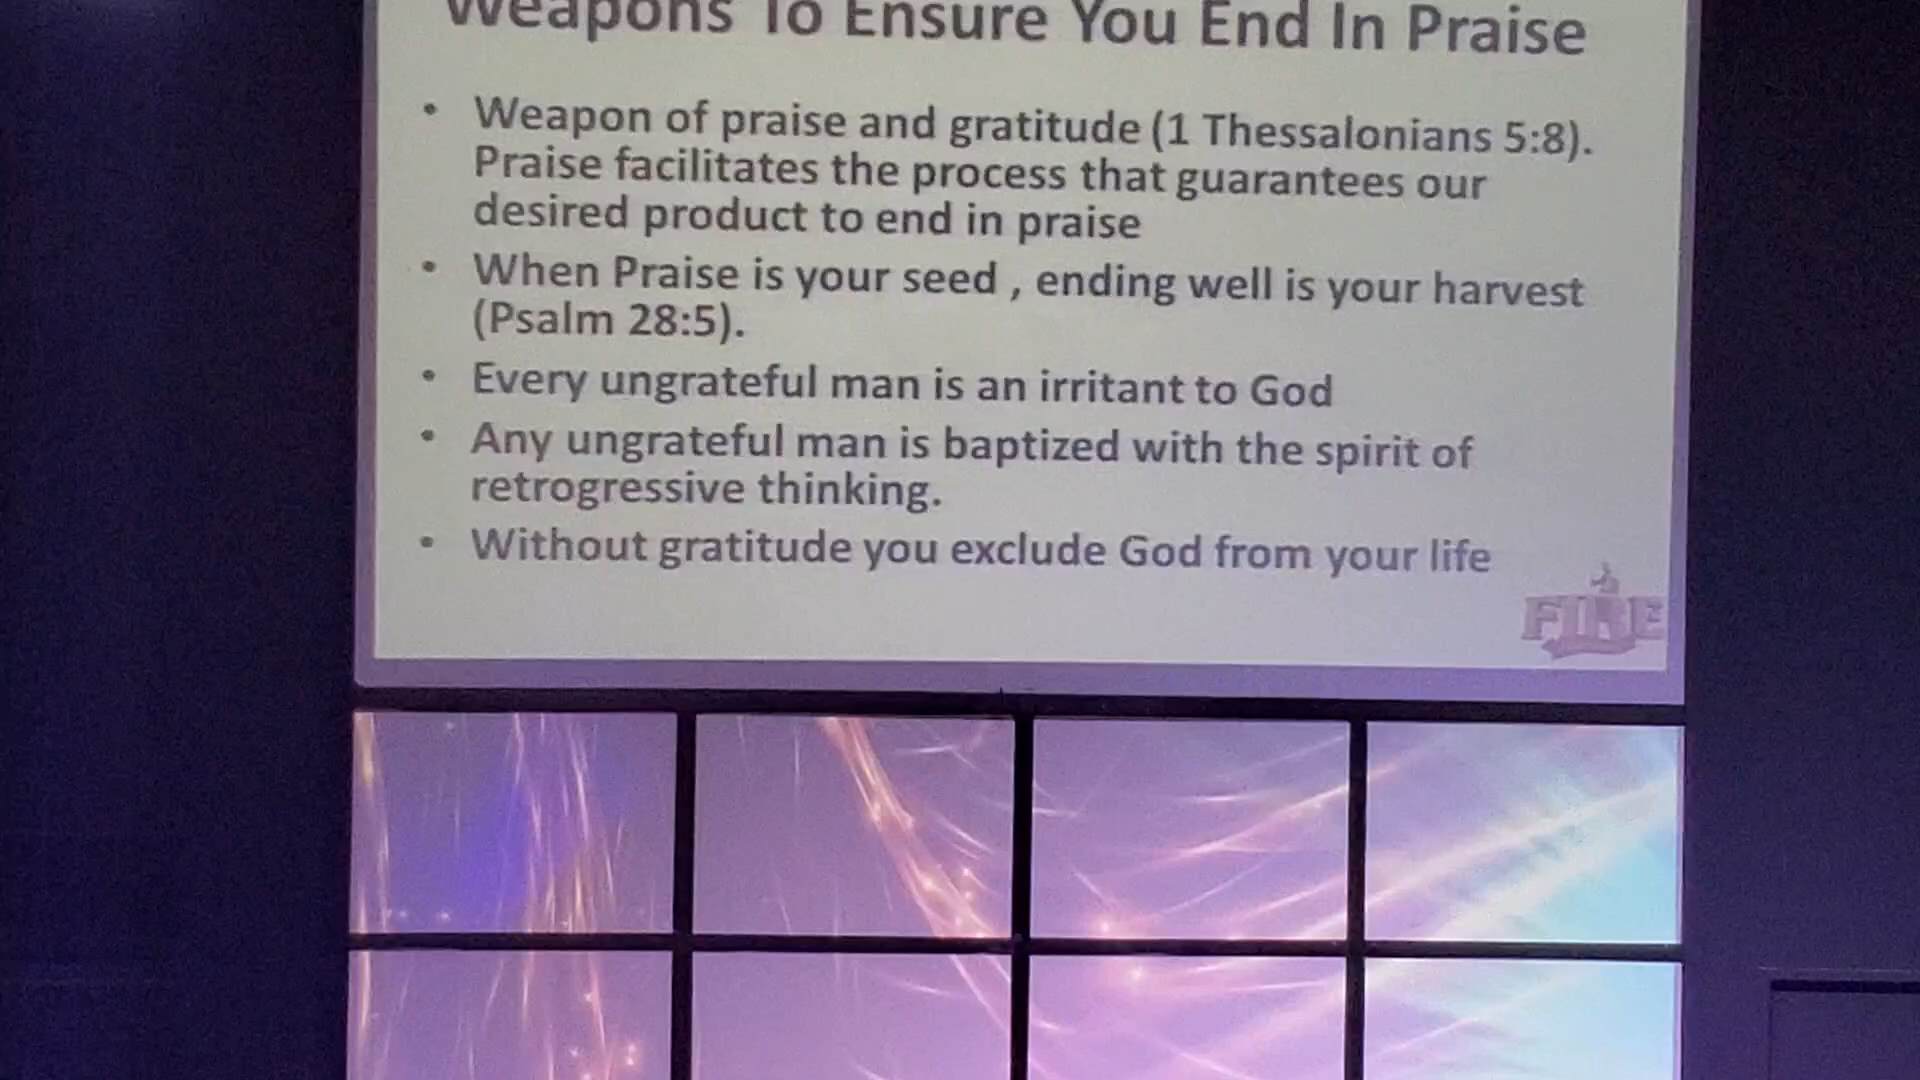 Weapons To Ensure You End In Praise
• Weapon of praise and gratitude (1 Thessalonians 5:8).
Praise facilitates the process that guarantees our
desired product to end in praise
• When Praise is your seed , ending well is your harvest
(Psalm 28:5).
• Every ungrateful man is an irritant to God
• Any ungrateful man is baptized with the spirit of
retrogressive thinking.
• Without gratitude you exclude God from your life
FIRE